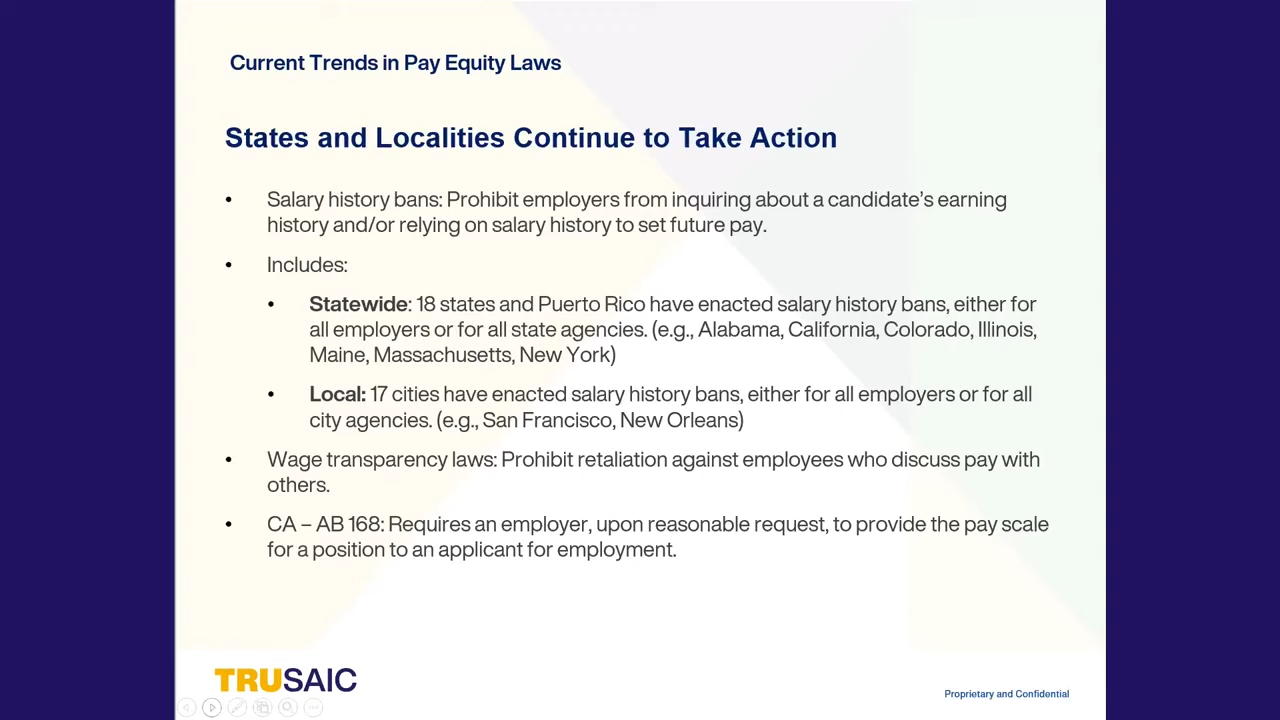 Current Trends in Pay Equity Laws
States and Localities Continue to Take Action
• Salary history bans: Prohibit employers from inquiring about a candidate's earning
history and/or relying on salary history to set future pay.
• Includes:
• Statewide: 18 states and Puerto Rico have enacted salary history bans, either for
all employers or for all state agencies. (e.g., Alabama, California, Colorado, Illinois,
Maine, Massachusetts, New York)
• Local: 17 cities have enacted salary history bans, either for all employers or for all
city agencies. (e.g., San Francisco, New Orleans)
• Wage transparency laws: Prohibit retaliation against employees who discuss pay with
others.
• CA – AB 168: Requires an employer, upon reasonable request, to provide the pay scale
for a position to an applicant for employment.
TRUSAIC
Proprietary and Confidential